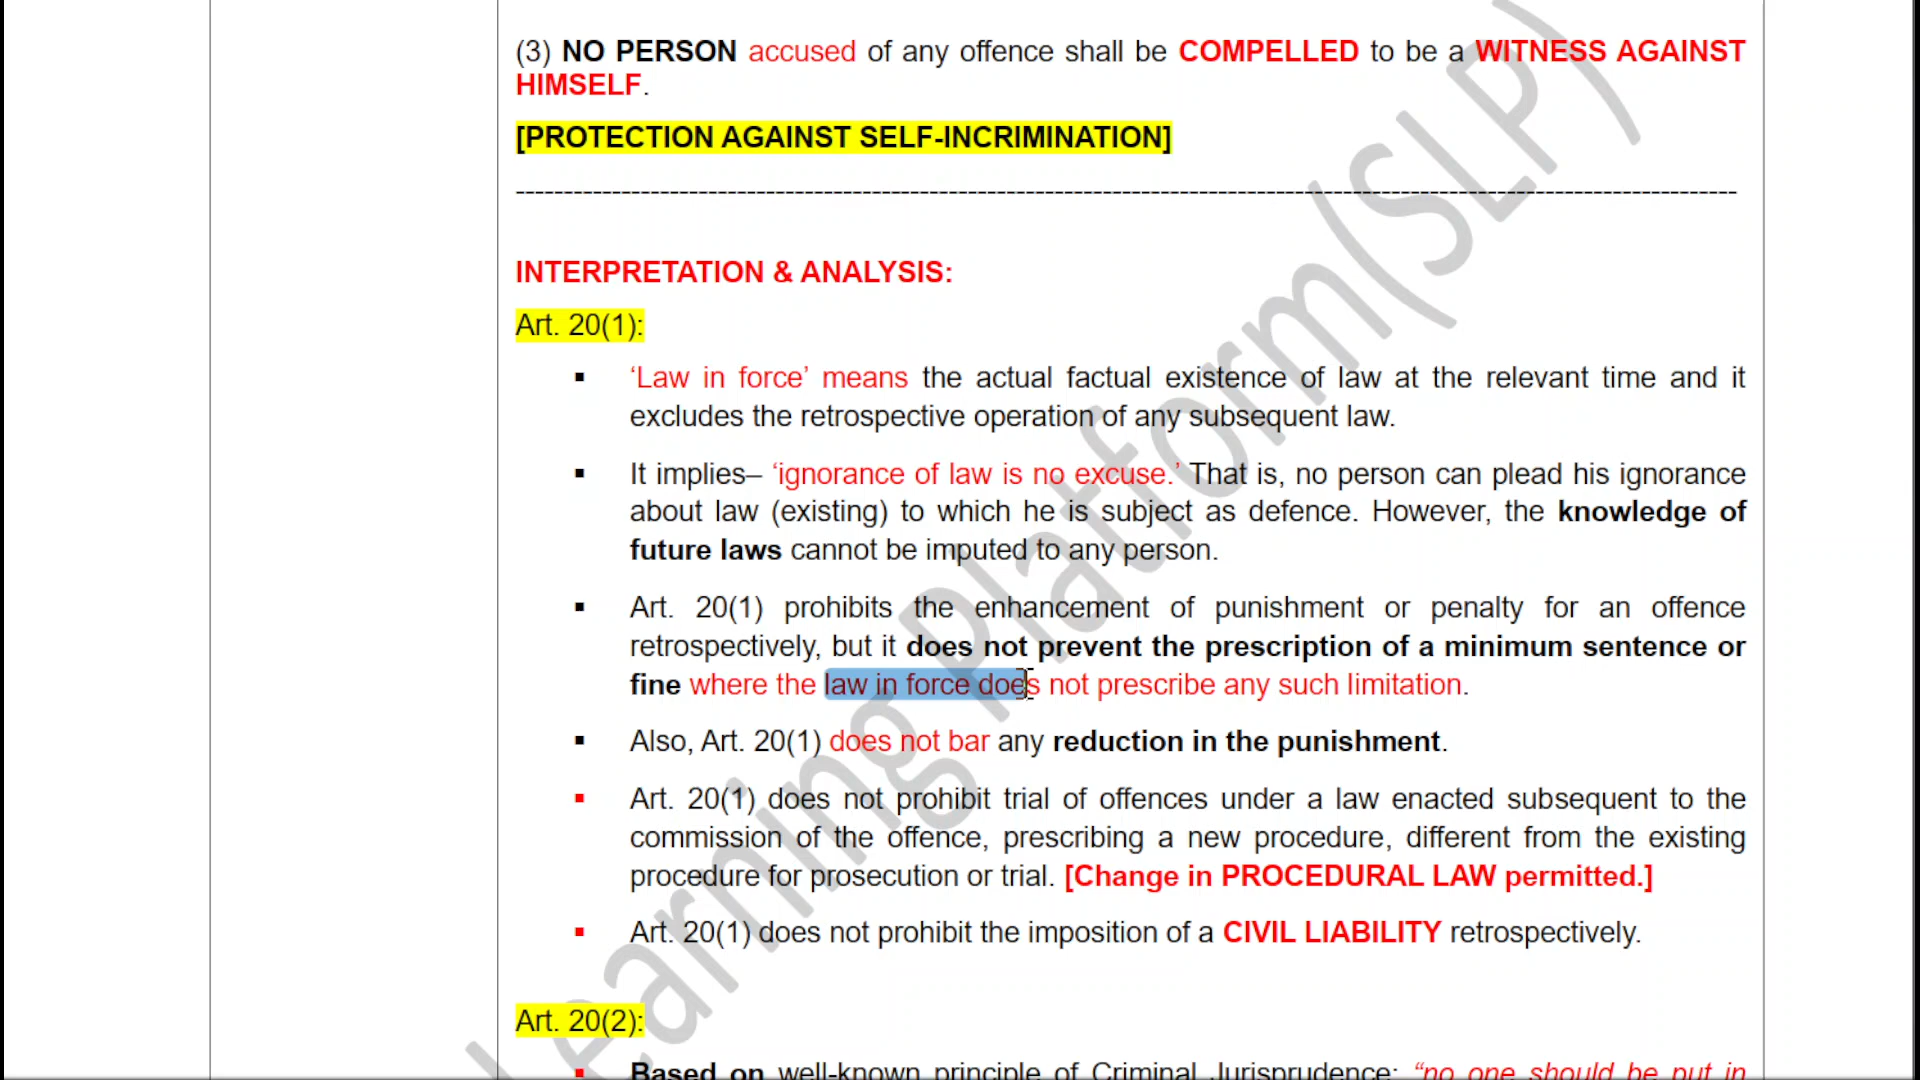 (3) NO PERSON accused of any offence shall be COMPELLED to be a WITNESS AGAINST
HIMSELF.
[PROTECTION AGAINST SELF-INCRIMINATION]
INTERPRETATION & ANALYSIS:
Art. 20(1):
▪ ‘Law in force’ means the actual factual existence of law at the relevant time and it
excludes the retrospective operation of any subsequent law.
▪ It implies– ‘ignorance of law is no excuse.’ That is, no person can plead his ignorance
about law (existing) to which he is subject as defence. However, the knowledge of
future laws cannot be imputed to any person.
▪ Art. 20(1) prohibits the enhancement of punishment or penalty for an offence
retrospectively, but it does not prevent the prescription of a minimum sentence or
fine where the law in force does not prescribe any such limitation.
▪ Also, Art. 20(1) does not bar any reduction in the punishment.
▪ Art. 20(1) does not prohibit trial of offences under a law enacted subsequent to the
commission of the offence, prescribing a new procedure, different from the existing
procedure for prosecution or trial. [Change in PROCEDURAL LAW permitted.]
▪ Art. 20(1) does not prohibit the imposition of a CIVIL LIABILITY retrospectively.
Art. 20(2):
▪ Based on well-known principle of Criminal Jurisprudence: “no one should be put in
Learning Platform(SLP)